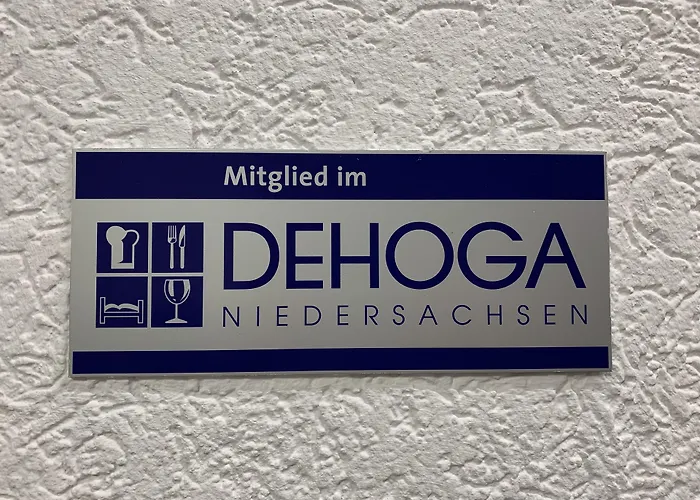 Mitglied im
DEHOGA
NIEDERSACHSEN